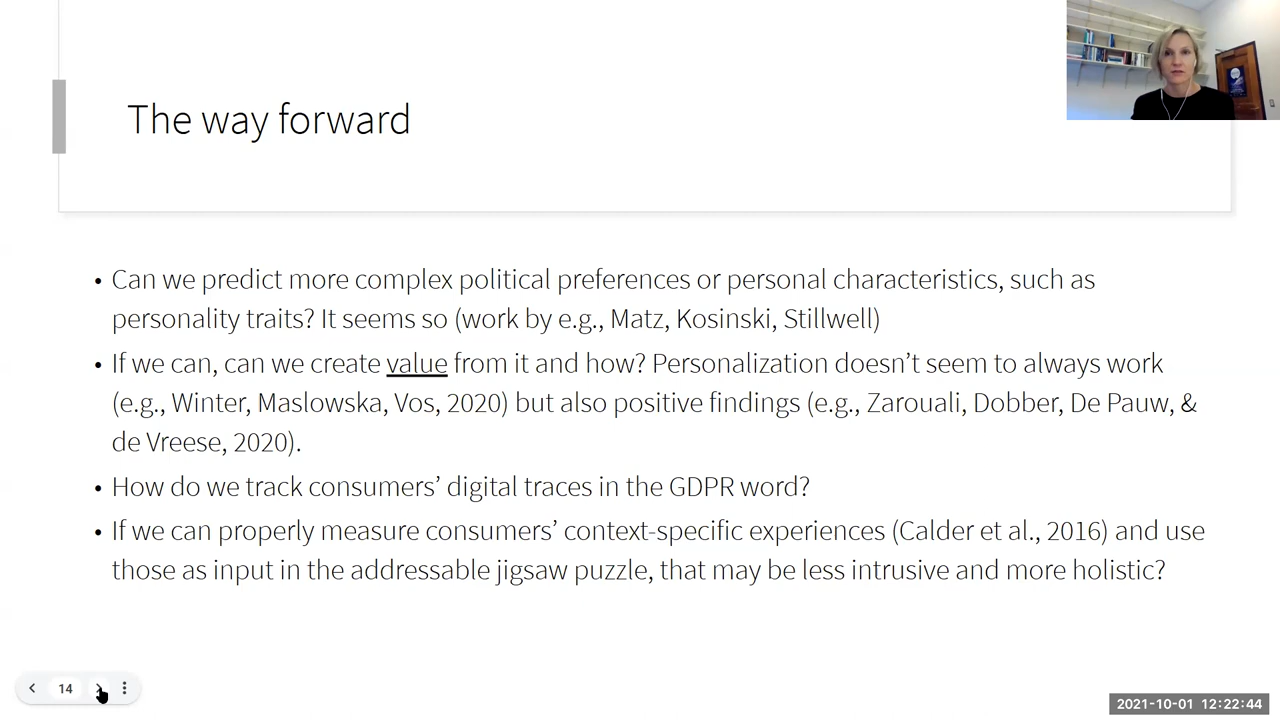 The way forward
• Can we predict more complex political preferences or personal characteristics, such as
personality traits? It seems so (work by e.g., Matz, Kosinski, Stillwell)
• If we can, can we create value from it and how? Personalization doesn’t seem to always work
(e.g., Winter, Maslowska, Vos, 2020) but also positive findings (e.g., Zarouali, Dobber, De Pauw, &
de Vreese, 2020).
• How do we track consumers’ digital traces in the GDPR word?
• If we can properly measure consumers’ context-specific experiences (Calder et al., 2016) and use
those as input in the addressable jigsaw puzzle, that may be less intrusive and more holistic?
14
2021-10-01 12:22:44